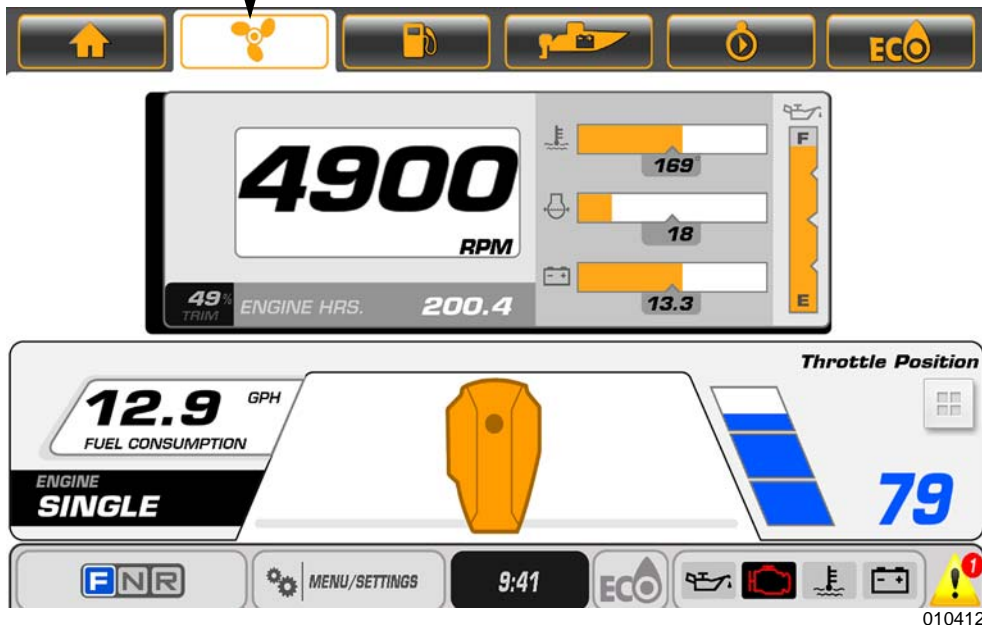 ECO
4900
RPM
49% TRIM
ENGINE HRS. 200.4
169°
18
13.3
F
E
12.9 GPH
FUEL CONSUMPTION
ENGINE
SINGLE
Throttle Position
79
F N R
MENU/SETTINGS
9:41
ECO
1
010412